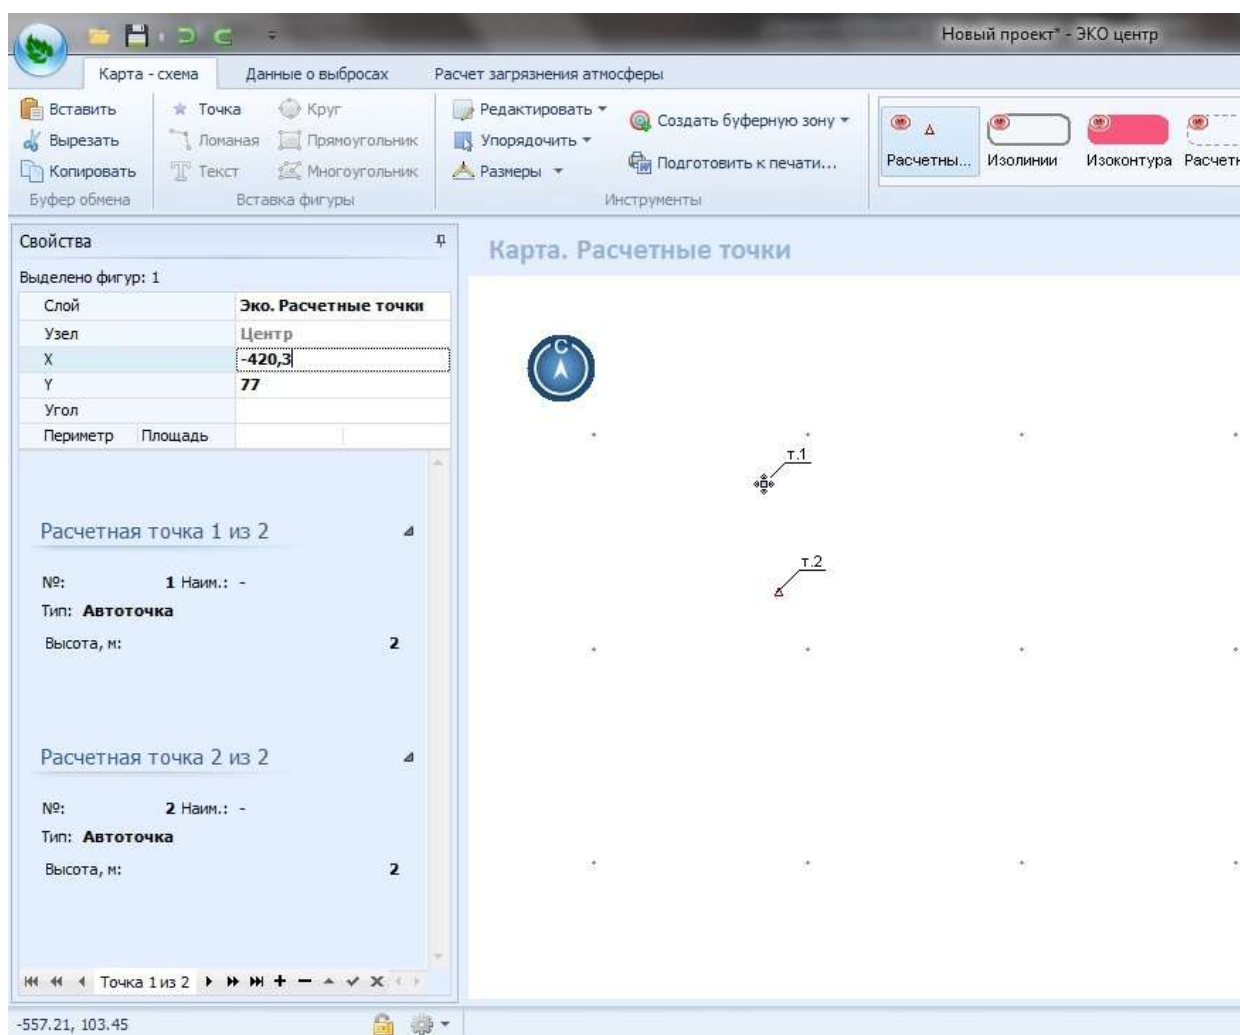 Новый проект* - ЭКО центр
Карта - схема Данные о выбросах Расчет загрязнения атмосферы
Вставить Точка Круг Редактировать Создать буферную зону
Вырезать Ломаная Прямоугольник Упорядочить
Копировать Текст Многоугольник Размеры Подготовить к печати...
Расчетны... Изолинии Изоконтура Расчетн
Буфер обмена Вставка фигуры Инструменты
Свойства
Карта. Расчетные точки
Выделено фигур: 1
Слой Эко. Расчетные точки
Узел Центр
X -420,3
Y 77
Угол
Периметр Площадь
С
т.1
т.2
Расчетная точка 1 из 2
№: 1 Наим.: -
Тип: Автоточка
Высота, м: 2
Расчетная точка 2 из 2
№: 2 Наим.: -
Тип: Автоточка
Высота, м: 2
Точка 1 из 2
-557.21, 103.45